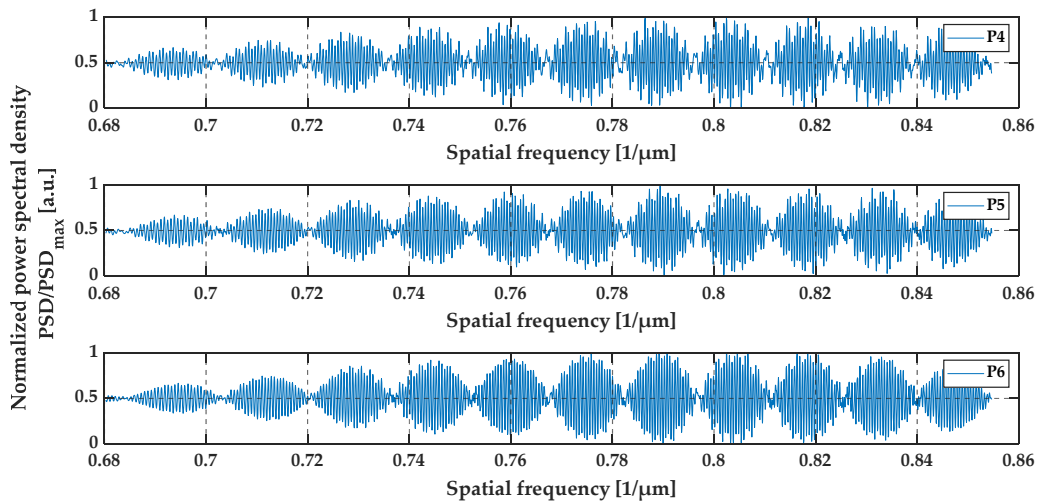 Normalized power spectral density
PSD/PSD_max [a.u.]
1
0.5
0
P4
0.68 0.7 0.72 0.74 0.76 0.78 0.8 0.82 0.84 0.86
Spatial frequency [1/µm]
1
0.5
0
P5
0.68 0.7 0.72 0.74 0.76 0.78 0.8 0.82 0.84 0.86
Spatial frequency [1/µm]
1
0.5
0
P6
0.68 0.7 0.72 0.74 0.76 0.78 0.8 0.82 0.84 0.86
Spatial frequency [1/µm]